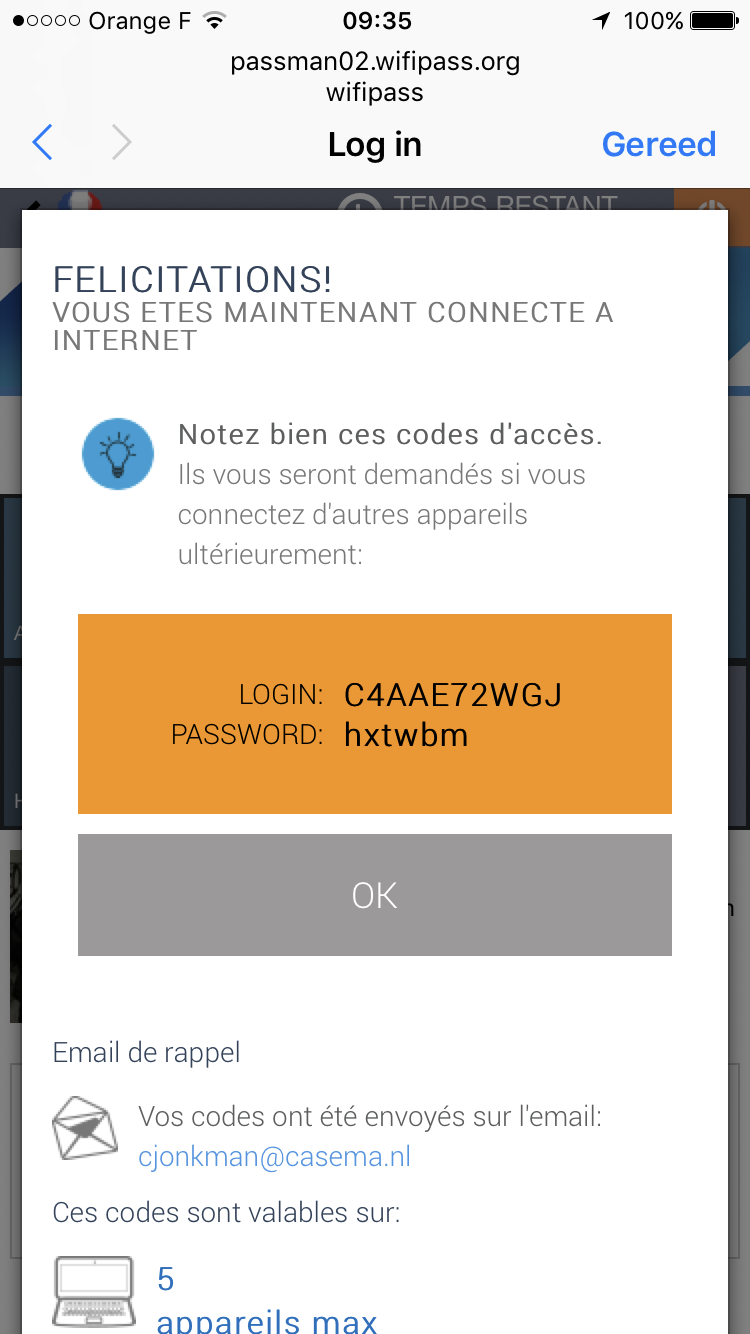 Orange F 09:35 100%
passman02.wifipass.org
wifipass
Log in Gereed
TEMPS RESTANT
FELICITATIONS!
VOUS ETES MAINTENANT CONNECTE A
INTERNET
Notez bien ces codes d'accès.
Ils vous seront demandés si vous
connectez d'autres appareils
ultérieurement:
LOGIN: C4AAE72WGJ
PASSWORD: hxtwbm
OK
Email de rappel
Vos codes ont été envoyés sur l'email:
cjonkman@casema.nl
Ces codes sont valables sur:
5
appareils max